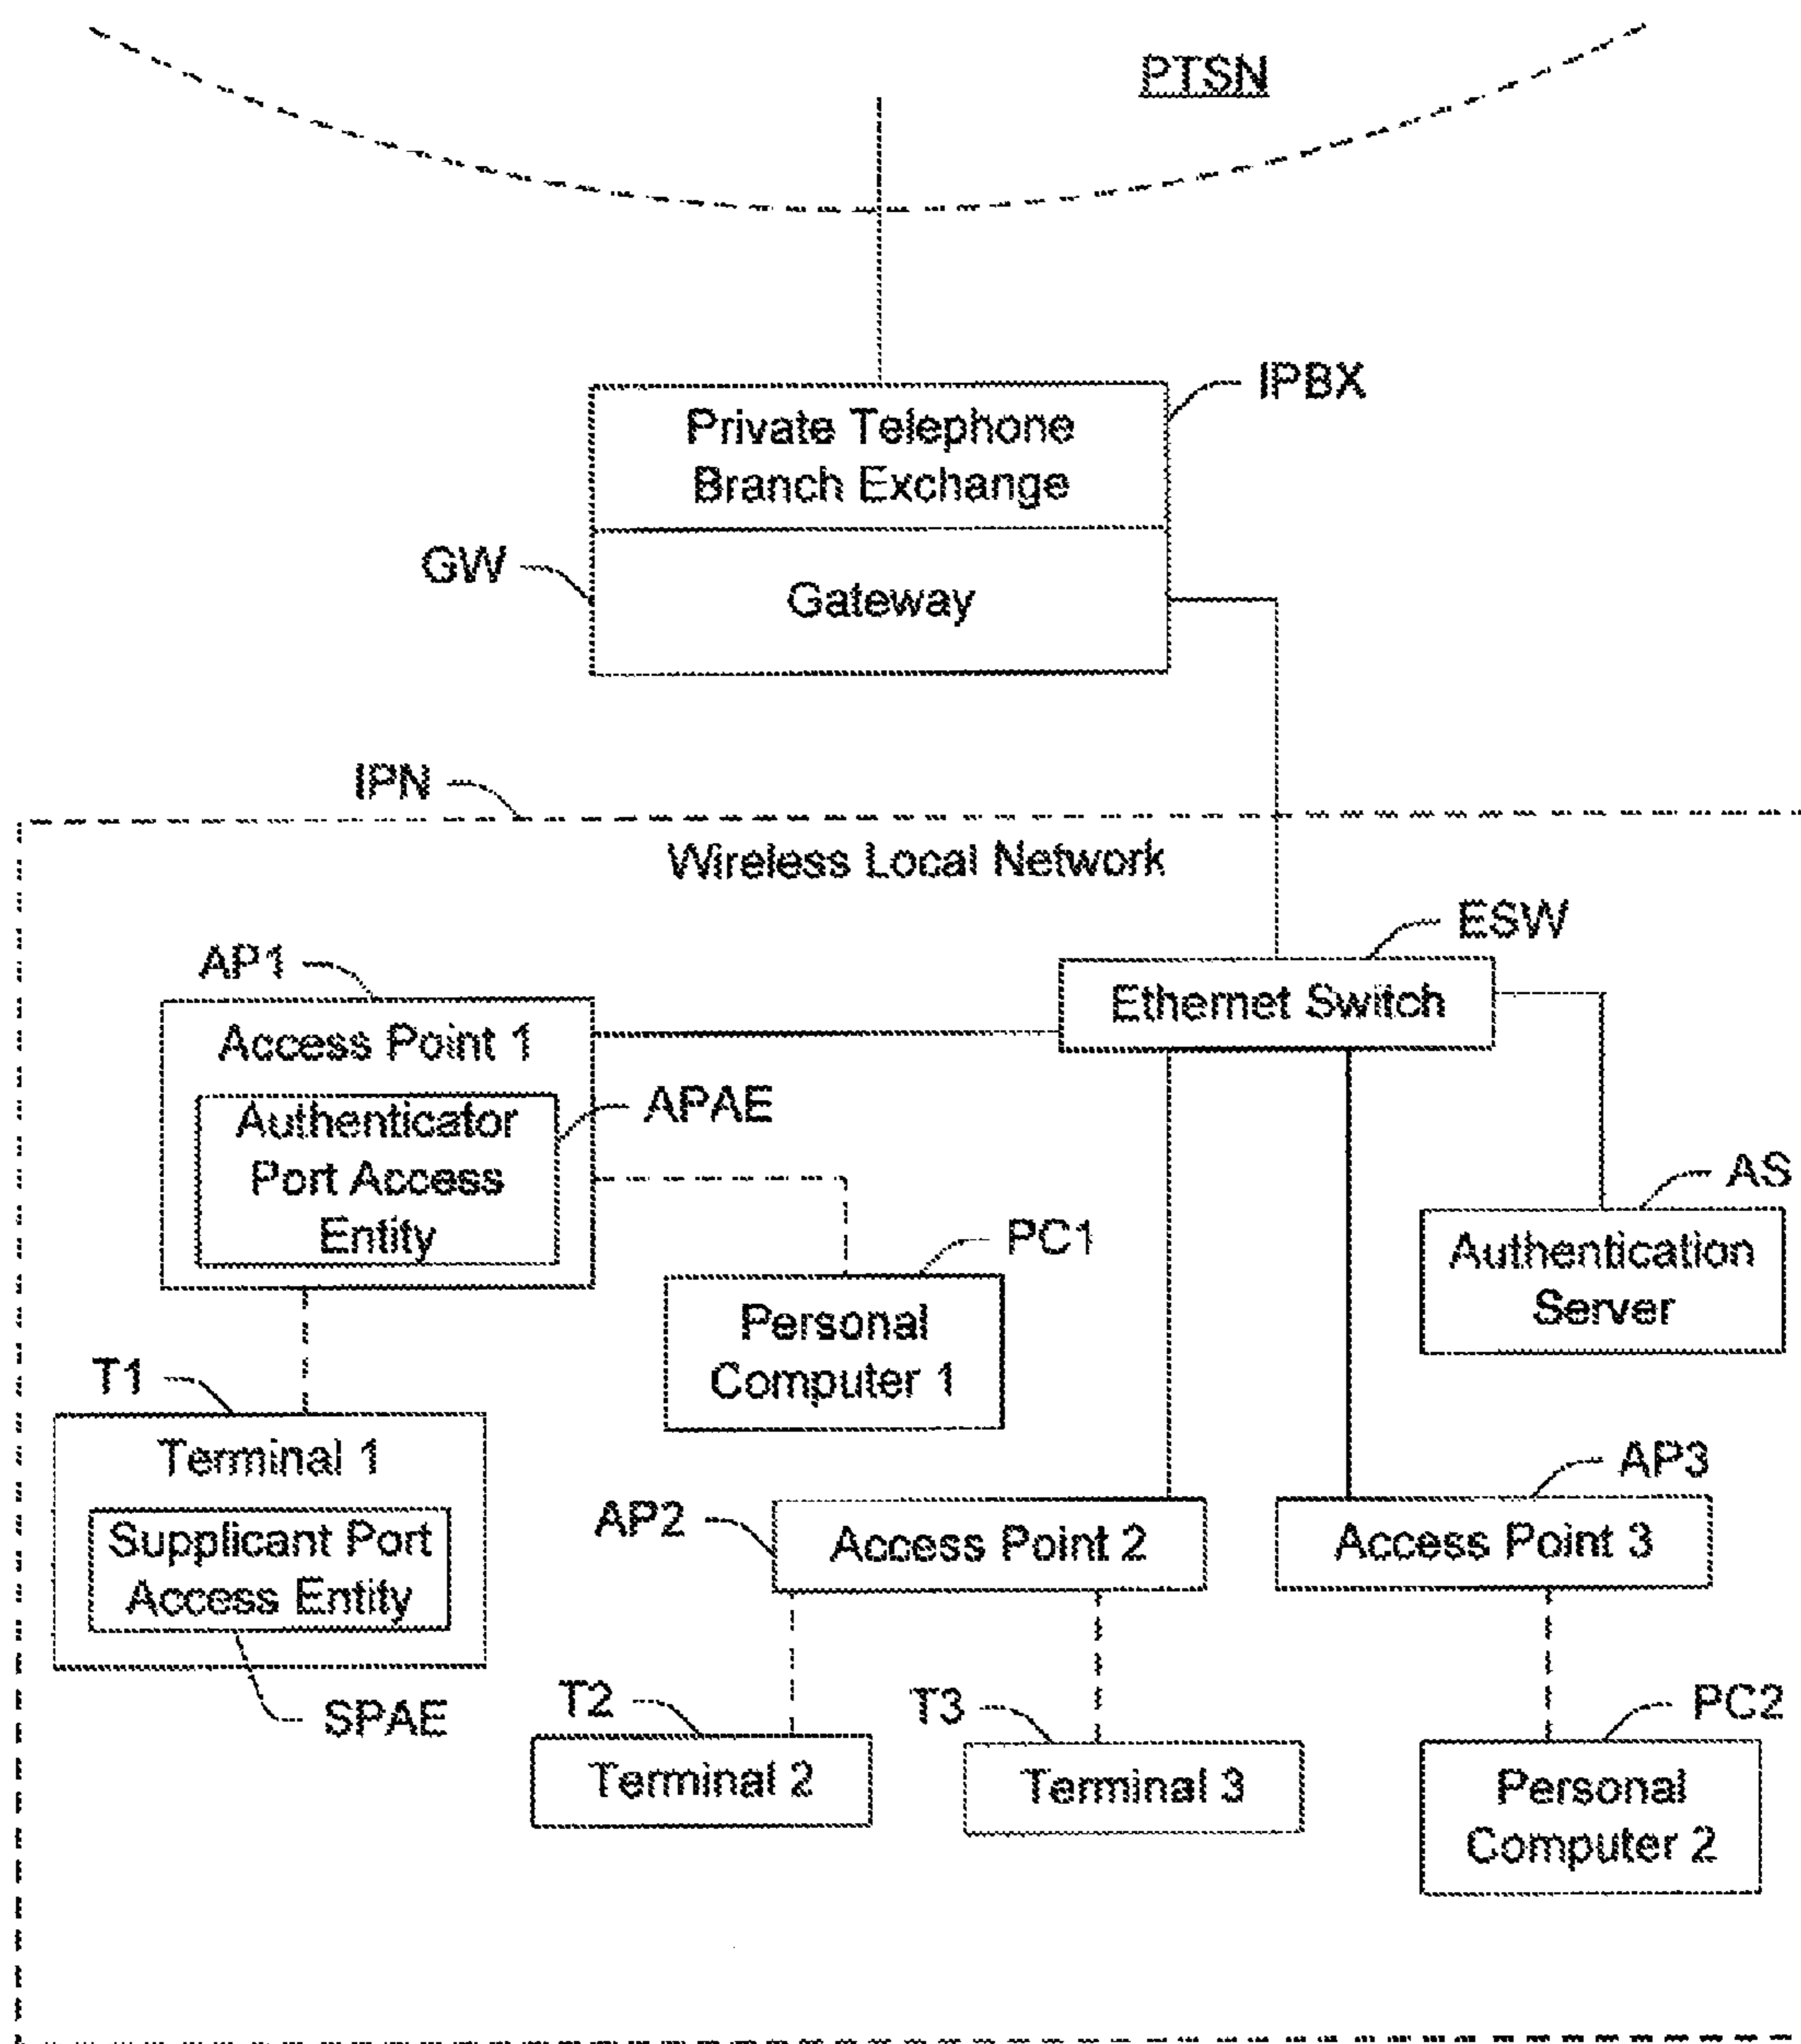 PTSN
IPBX
Private Telephone
Branch Exchange
GW
Gateway
IPN
Wireless Local Network
ESW
AP1
Ethernet Switch
Access Point 1
APAE
Authenticator
Port Access
Entity
AS
PC1
Authentication
Server
Personal
Computer 1
T1
Terminal 1
AP3
AP2
Access Point 2
Access Point 3
Supplicant Port
Access Entity
SPAE
T2
T3
PC2
Terminal 2
Terminal 3
Personal
Computer 2